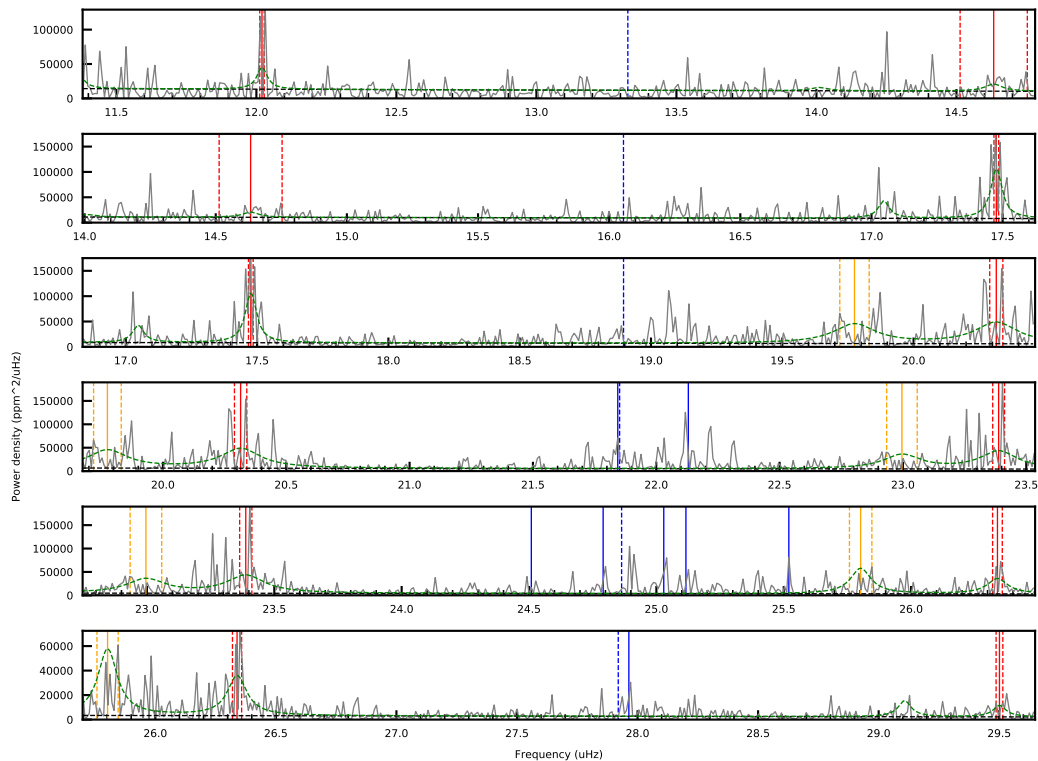 100000
50000
0
11.5 12.0 12.5 13.0 13.5 14.0 14.5
150000
100000
50000
0
14.0 14.5 15.0 15.5 16.0 16.5 17.0 17.5
150000
100000
50000
0
17.0 17.5 18.0 18.5 19.0 19.5 20.0
Power density (ppm^2/uHz)
150000
100000
50000
0
20.0 20.5 21.0 21.5 22.0 22.5 23.0 23.5
150000
100000
50000
0
23.0 23.5 24.0 24.5 25.0 25.5 26.0
60000
40000
20000
0
26.0 26.5 27.0 27.5 28.0 28.5 29.0 29.5
Frequency (uHz)